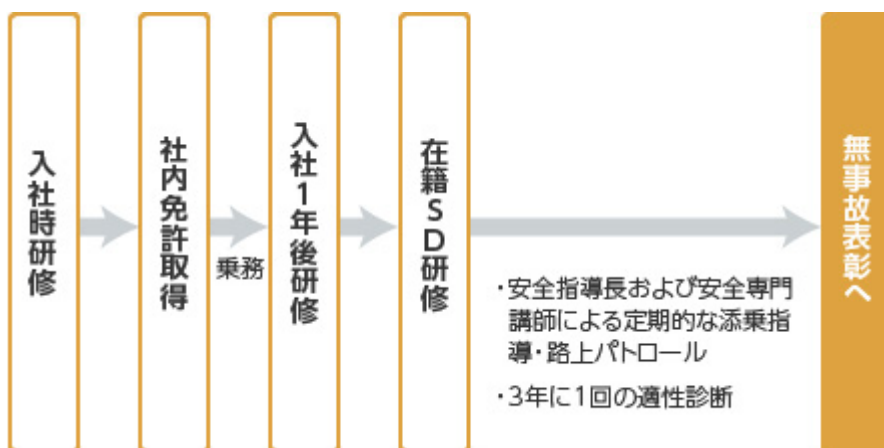 入社時研修
社内免許取得
乗務
入社1年後研修
在籍SD研修
・安全指導長および安全専門
講師による定期的な添乗指
導・路上パトロール
・3年に1回の適性診断
無事故表彰へ